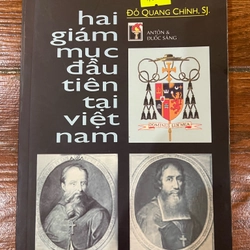 hai
giám
mục
đầu
tiên
tại
việt
nam
ĐỖ QUANG CHÍNH, SJ.
ANTÔN &
ĐUỐC SÁNG